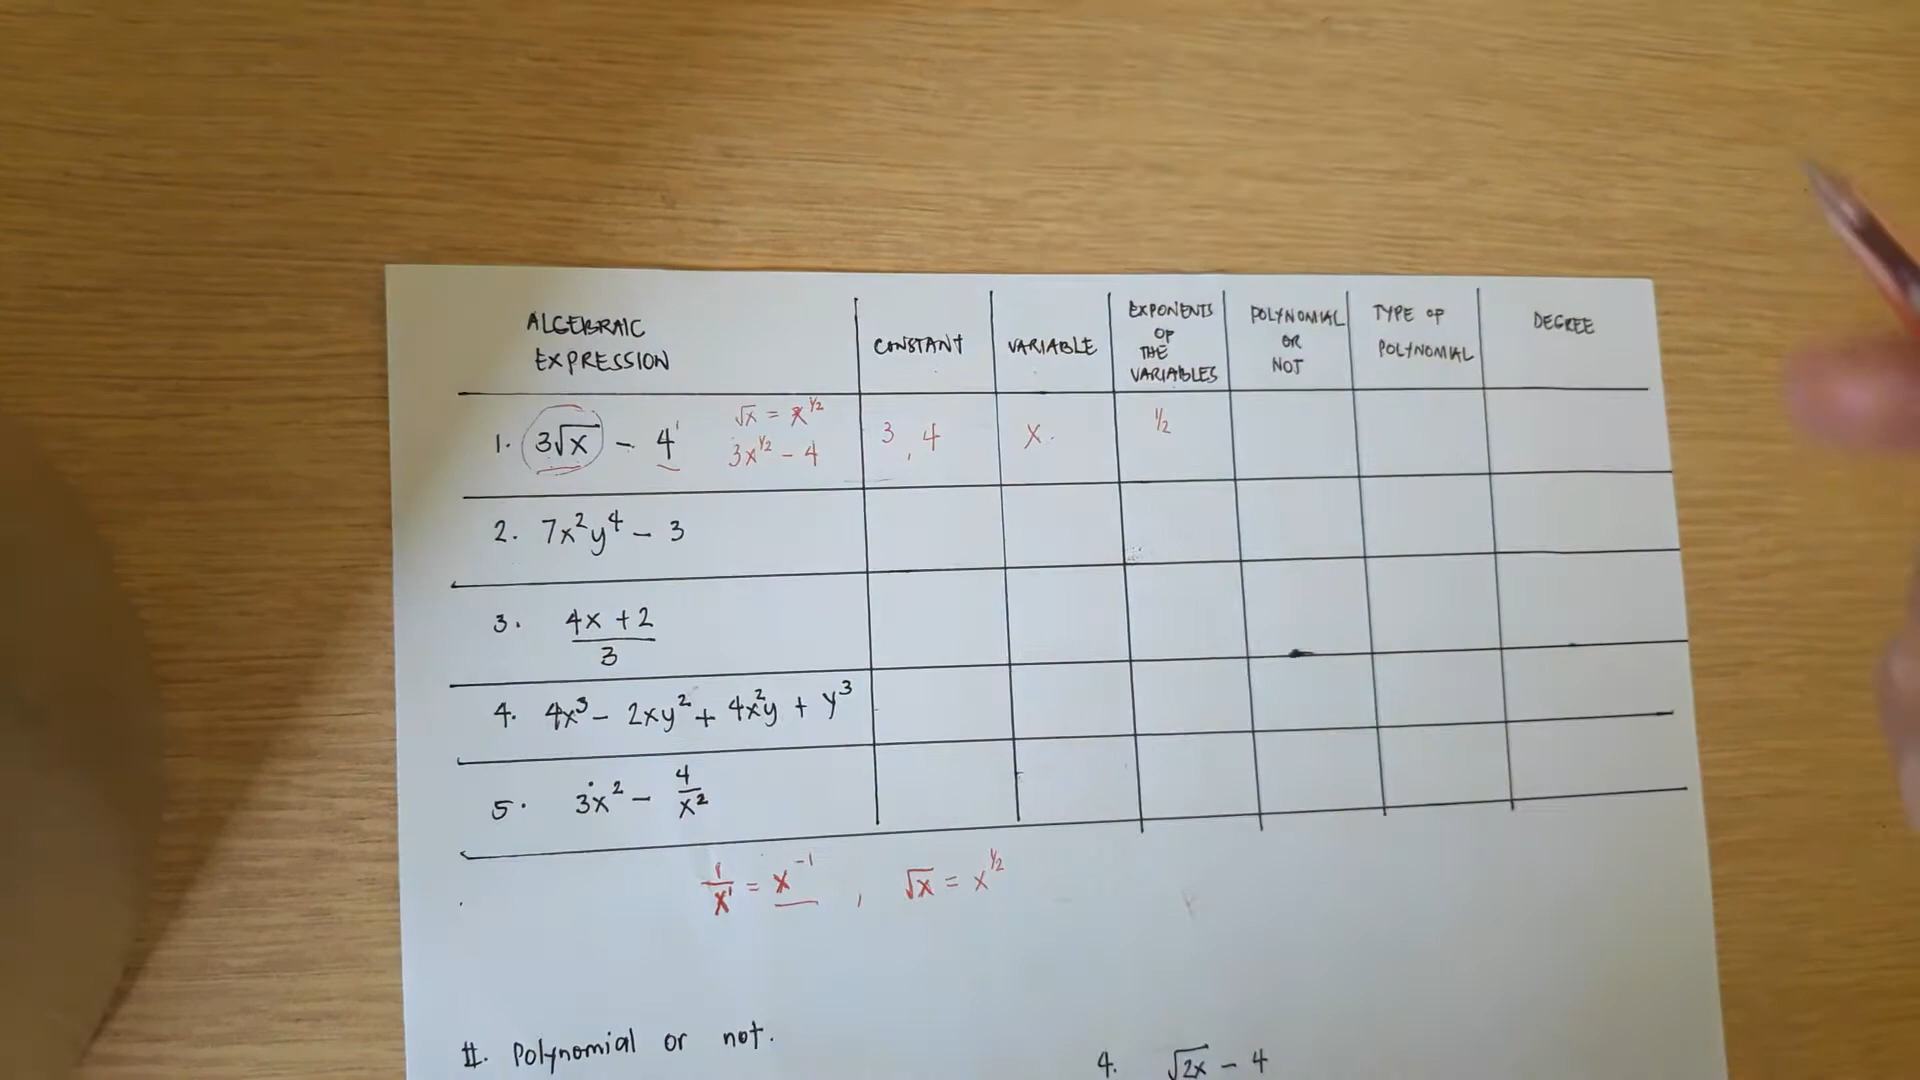 ALGEBRAIC EXPRESSION
CONSTANT
VARIABLE
EXPONENTS OF THE VARIABLES
POLYNOMIAL OR NOT
TYPE OF POLYNOMIAL
DEGREE
1. 3√x - 4
√x = x^1/2
3x^1/2 - 4
3, 4
x
1/2
2. 7x²y⁴ - 3
3. (4x + 2)/3
4. 4x³ - 2xy² + 4x²y + y³
5. 3x² - 4/x²
1/x¹ = x⁻¹ , √x = x^1/2
II. Polynomial or not.
4. √2x - 4